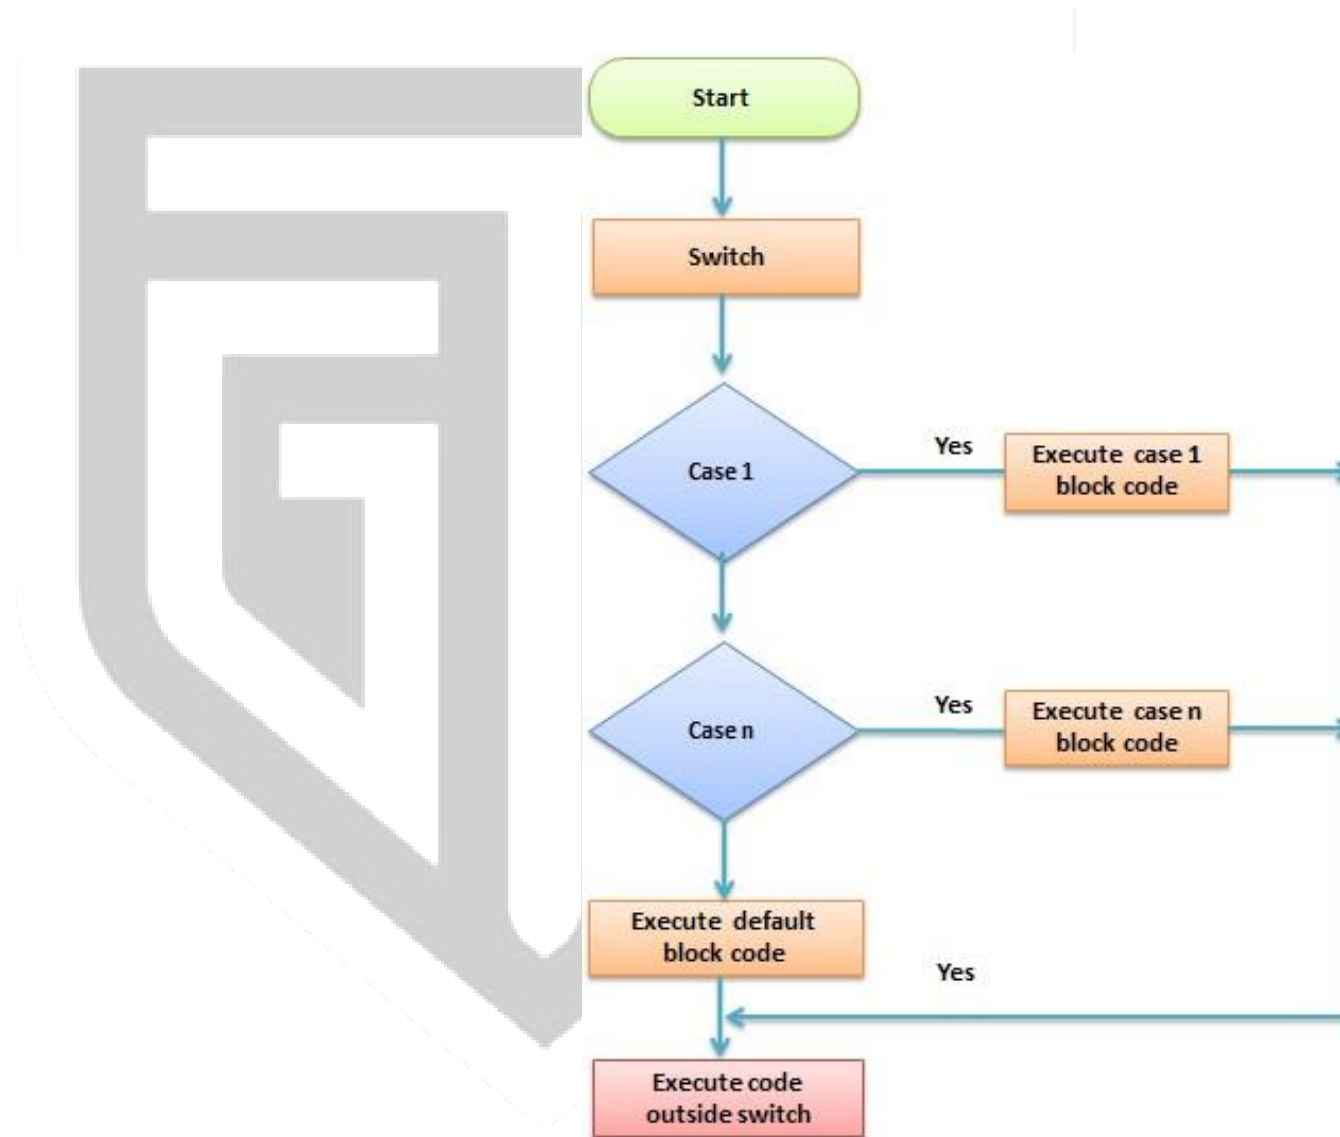 Start
Switch
Case 1
Yes
Execute case 1
block code
Case n
Yes
Execute case n
block code
Execute default
block code
Yes
Execute code
outside switch